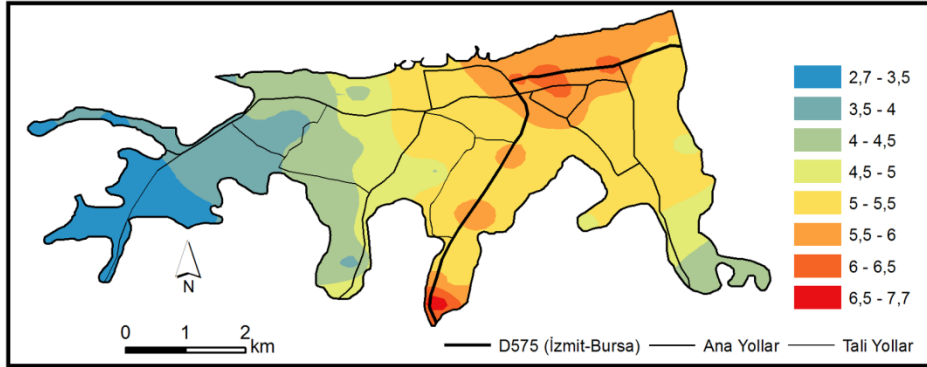 2,7 - 3,5
3,5 - 4
4 - 4,5
4,5 - 5
5 - 5,5
5,5 - 6
6 - 6,5
6,5 - 7,7
N
0 1 2
km
D575 (İzmit-Bursa) Ana Yollar Tali Yollar